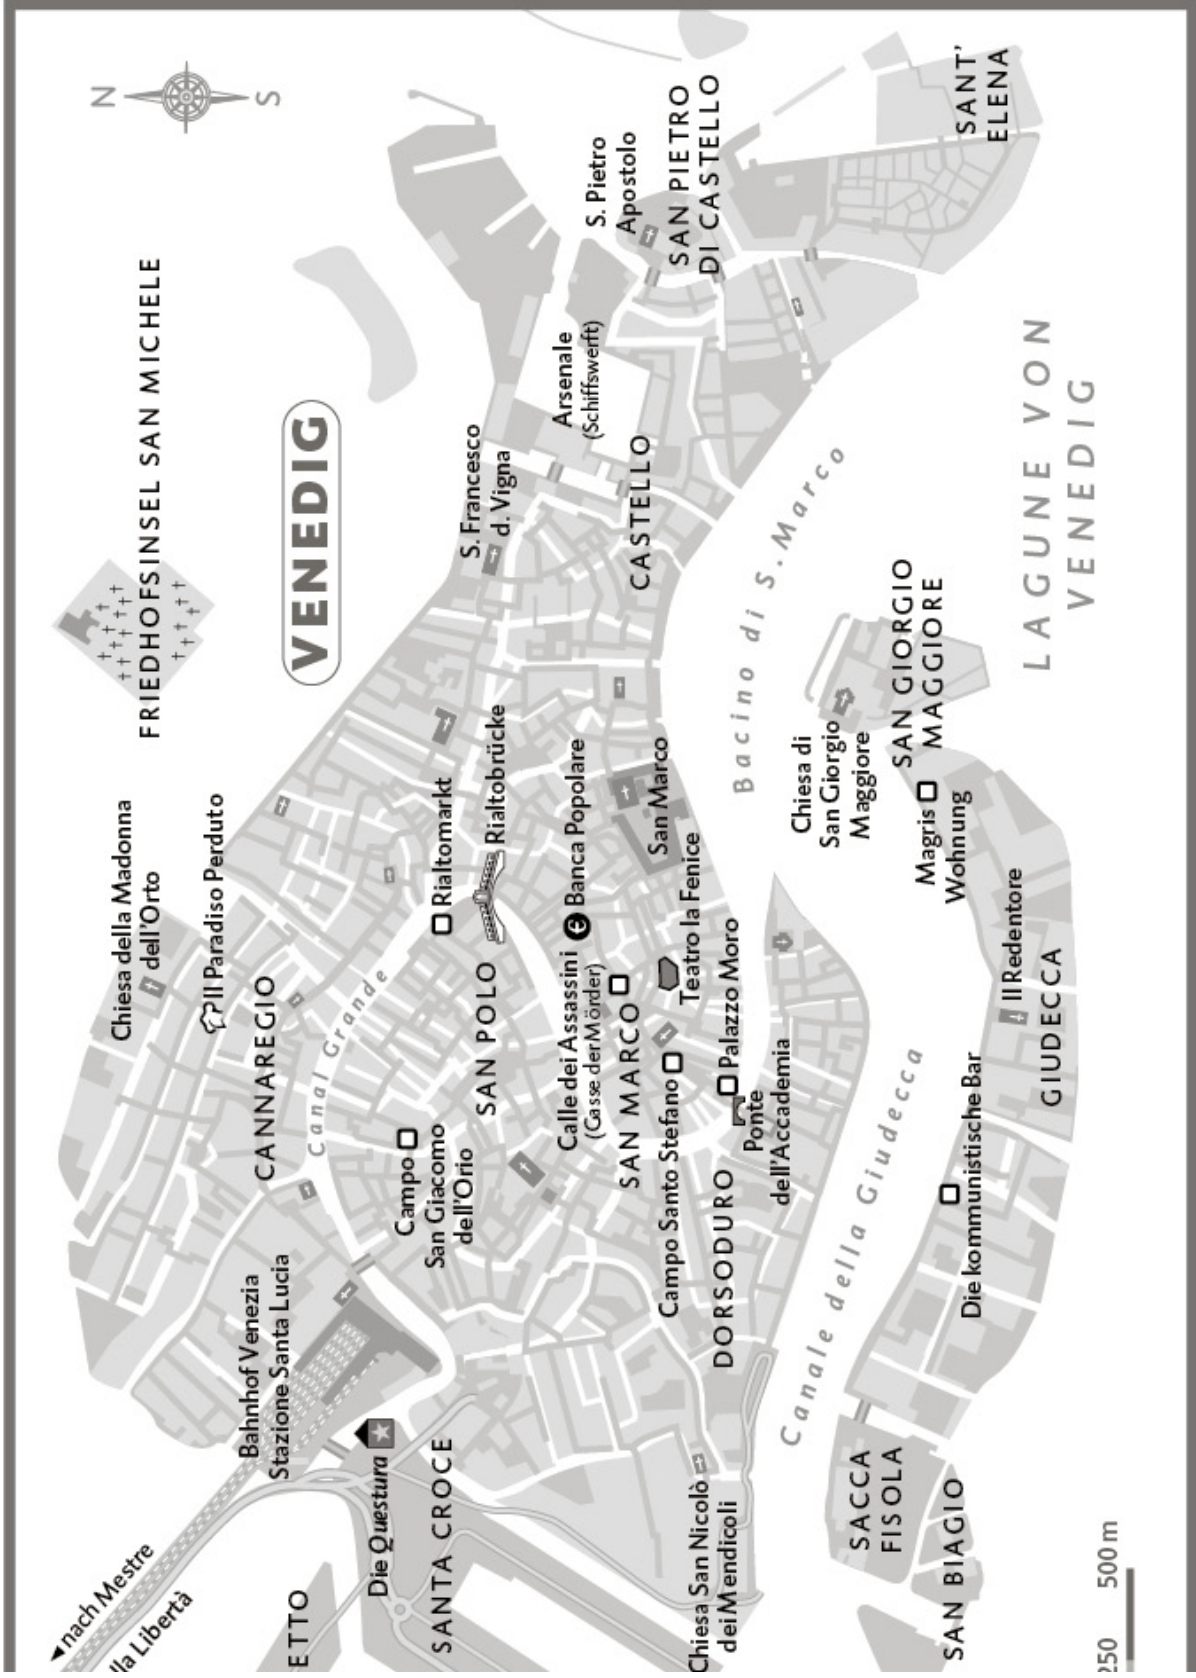 N
S
FRIEDHOFSINSEL SAN MICHELE
VENEDIG
Chiesa della Madonna
dell'Orto
Il Paradiso Perduto
CANNAREGIO
Canal Grande
Bahnhof Venezia
Stazione Santa Lucia
nach Mestre
lla Libertà
ETTO
Die Questura
SANTA CROCE
Campo
San Giacomo
dell'Orio
Rialtomarkt
Rialtobrücke
SAN POLO
S. Francesco
d. Vigna
Arsenale
(Schiffswerft)
S. Pietro
Apostolo
SAN PIETRO
DI CASTELLO
SANT'
ELENA
CASTELLO
Banca Popolare
Calle dei Assassini
(Gasse der Mörder)
SAN MARCO
San Marco
Teatro la Fenice
Campo Santo Stefano
Palazzo Moro
Ponte
dell'Accademia
DORSODURO
Chiesa San Nicolò
dei Mendicoli
Bacino di S. Marco
Chiesa di
San Giorgio
Maggiore
SAN GIORGIO
MAGGIORE
LAGUNE VON
VENEDIG
Magris
Wohnung
Il Redentore
GIUDECCA
Canale della Giudecca
Die kommunistische Bar
SACCA
FISOLA
SAN BIAGIO
250
500 m